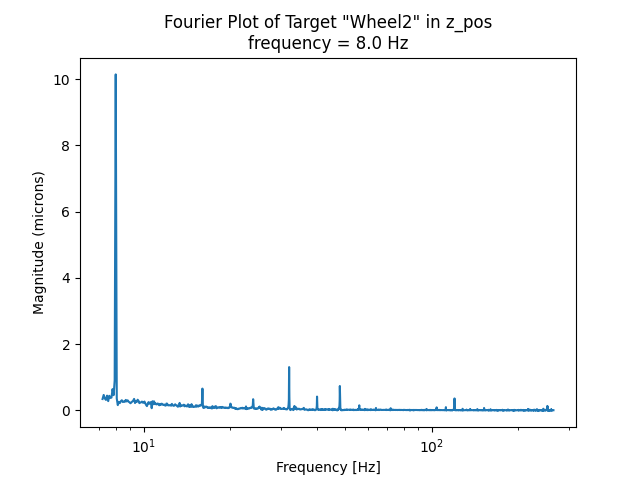 Fourier Plot of Target "Wheel2" in z_pos
frequency = 8.0 Hz
10
8
6
4
2
0
Magnitude (microns)
10¹
10²
Frequency [Hz]